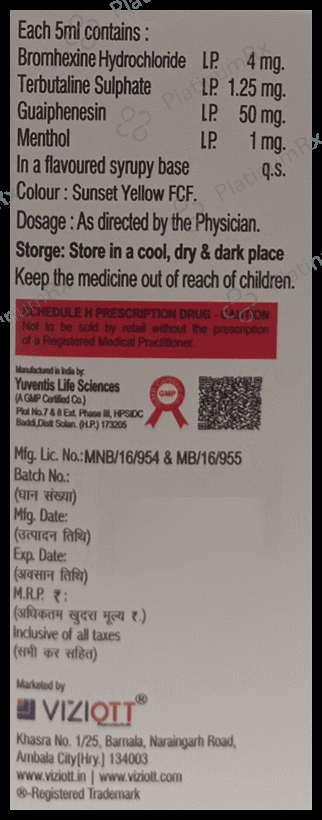 Each 5ml contains :
Bromhexine Hydrochloride I.P. 4 mg.
Terbutaline Sulphate I.P. 1.25 mg.
Guaiphenesin I.P. 50 mg.
Menthol I.P. 1 mg.
In a flavoured syrupy base q.s.
Colour : Sunset Yellow FCF.
Dosage : As directed by the Physician.
Storge: Store in a cool, dry & dark place
Keep the medicine out of reach of children.
SCHEDULE H PRESCRIPTION DRUG - CAUTION
Not to be sold by retail without the prescription
of a Registered Medical Practitioner.
Manufactured in India by:
Yuventis Life Sciences
(A GMP Certified Co.)
Plot No.7 & 8 Ext. Phase III, HPSIDC
Baddi,Distt Solan. (H.P.) 173205
GMP
Mfg. Lic. No.:MNB/16/954 & MB/16/955
Batch No.:
(घान संख्या)
Mfg. Date:
(उत्पादन तिथि)
Exp. Date:
(अवसान तिथि)
M.R.P. ₹ :
(अधिकतम खुदरा मूल्य ₹.)
Inclusive of all taxes
(सभी कर सहित)
Marketed by
VIZIOTT®
Khasra No. 1/25, Barnala, Naraingarh Road,
Ambala City[Hry.] 134003
www.viziott.in | www.viziott.com
®-Registered Trademark
PlatinumRx